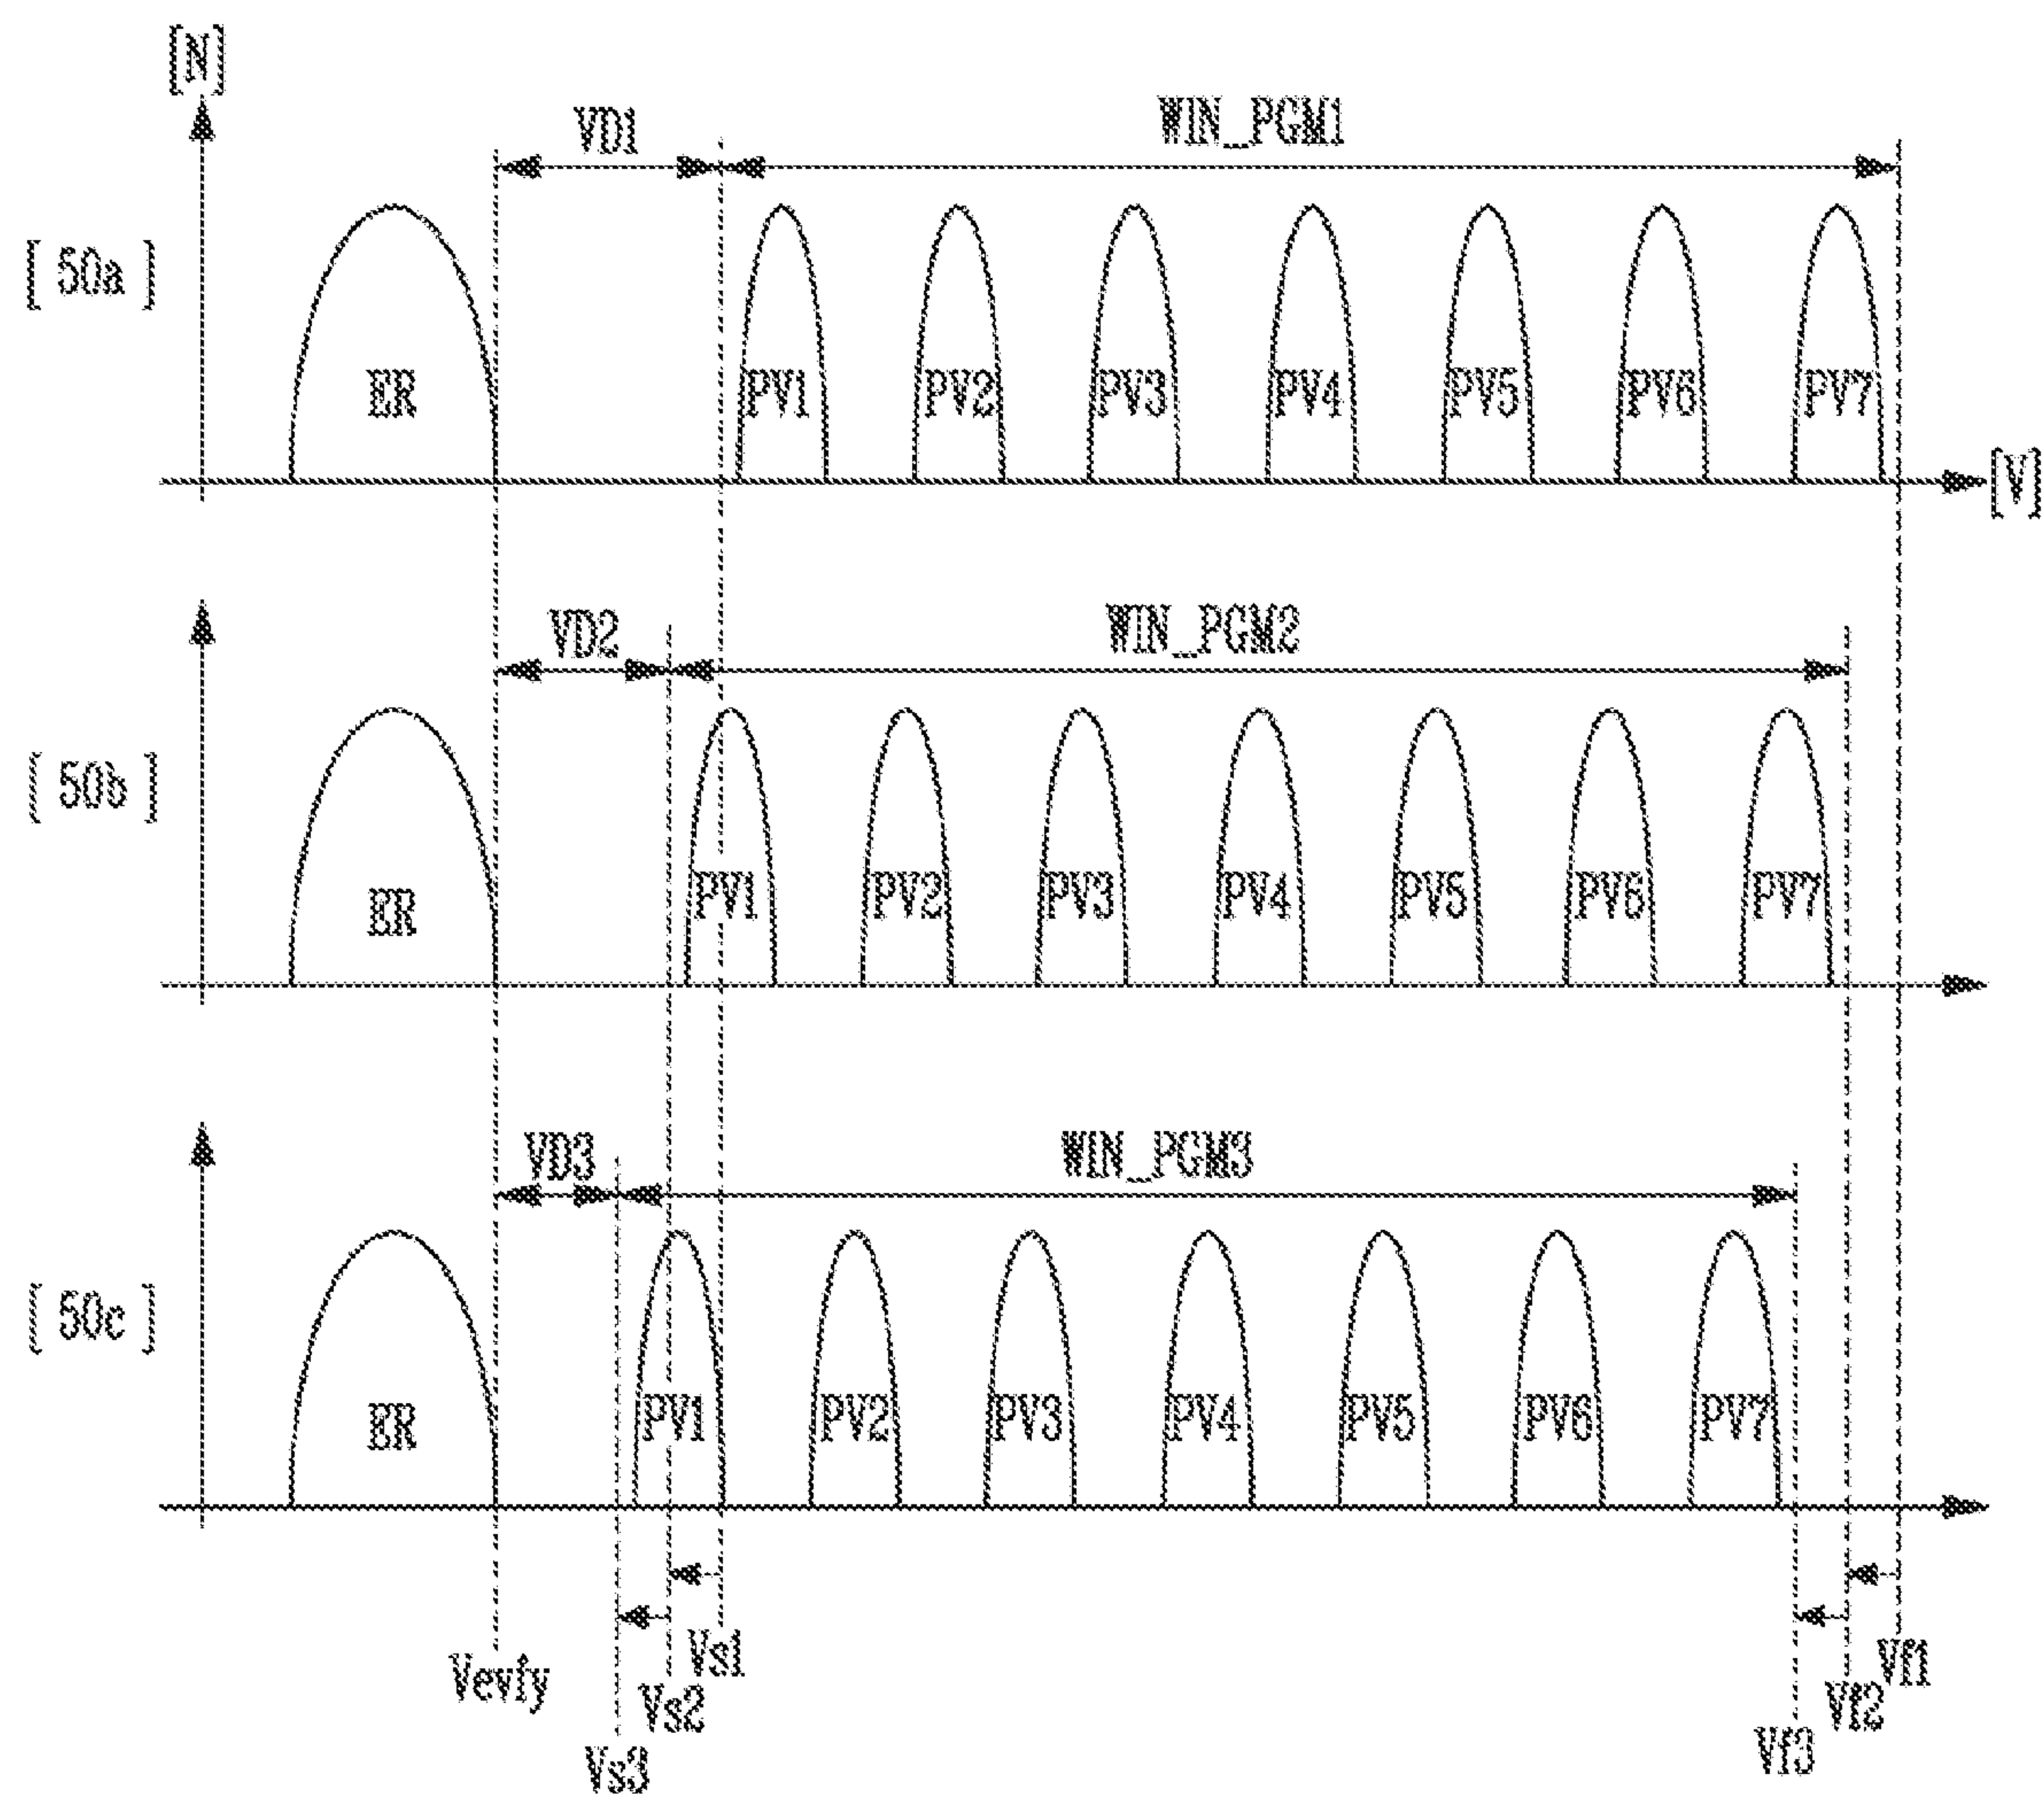 [N]
VD1
WIN_PGM1
[ 50a ]
ER
PV1
PV2
PV3
PV4
PV5
PV6
PV7
[V]
VD2
WIN_PGM2
[ 50b ]
ER
PV1
PV2
PV3
PV4
PV5
PV6
PV7
VD3
WIN_PGM3
[ 50c ]
ER
PV1
PV2
PV3
PV4
PV5
PV6
PV7
Vevfy
Vs3
Vs2
Vs1
Vf3
Vf2
Vf1